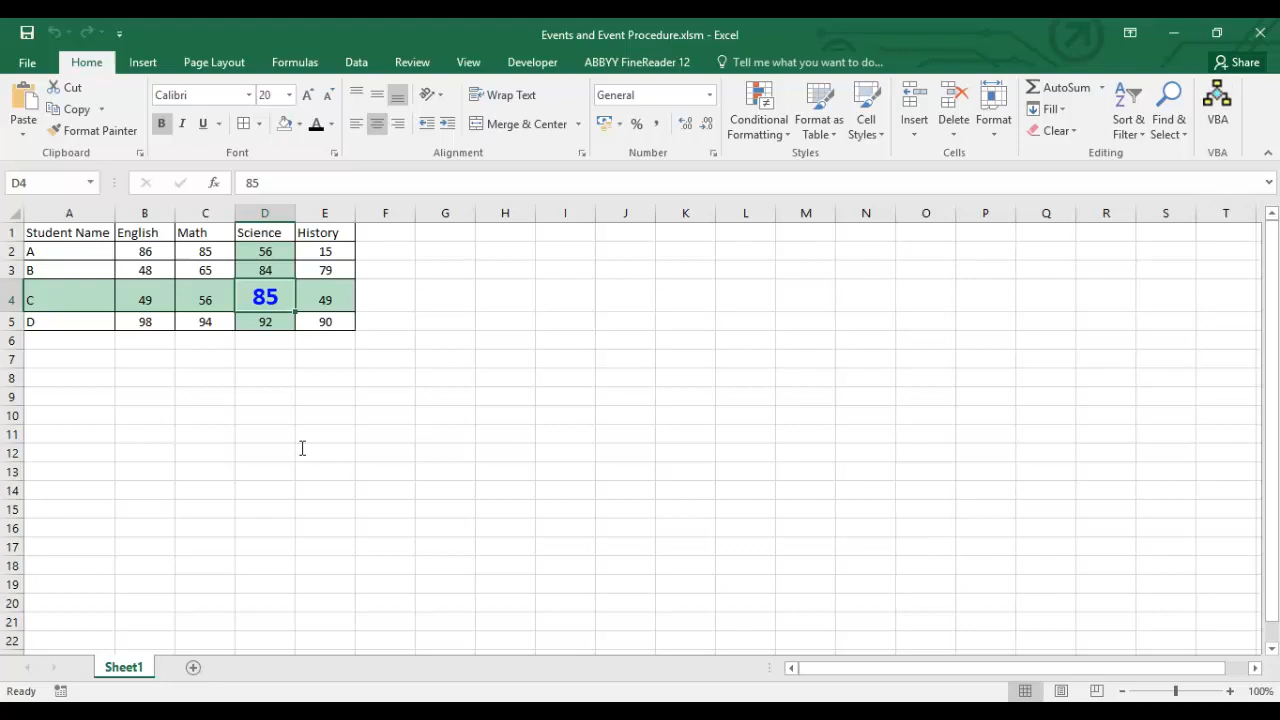 Events and Event Procedure.xlsm - Excel
File Home Insert Page Layout Formulas Data Review View Developer ABBYY FineReader 12 Tell me what you want to do... Share
Paste
Cut
Copy
Format Painter
Calibri 20
B I U A
Wrap Text
Merge & Center
General
%
Conditional Formatting
Format as Table
Cell Styles
Insert
Delete
Format
AutoSum
Fill
Clear
Sort & Filter
Find & Select
VBA
Clipboard Font Alignment Number Styles Cells Editing VBA
D4 fx 85
A B C D E F G H I J K L M N O P Q R S T
1 Student Name English Math Science History
2 A 86 85 56 15
3 B 48 65 84 79
4 C 49 56 85 49
5 D 98 94 92 90
6
7
8
9
10
11
12
13
14
15
16
17
18
19
20
21
22
Sheet1
Ready 100%